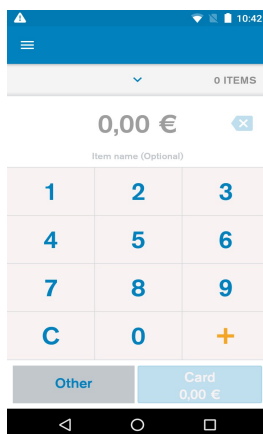 10:42
0 ITEMS
0,00 €
Item name (Optional)
1 2 3
4 5 6
7 8 9
C 0 +
Other
Card
0,00 €